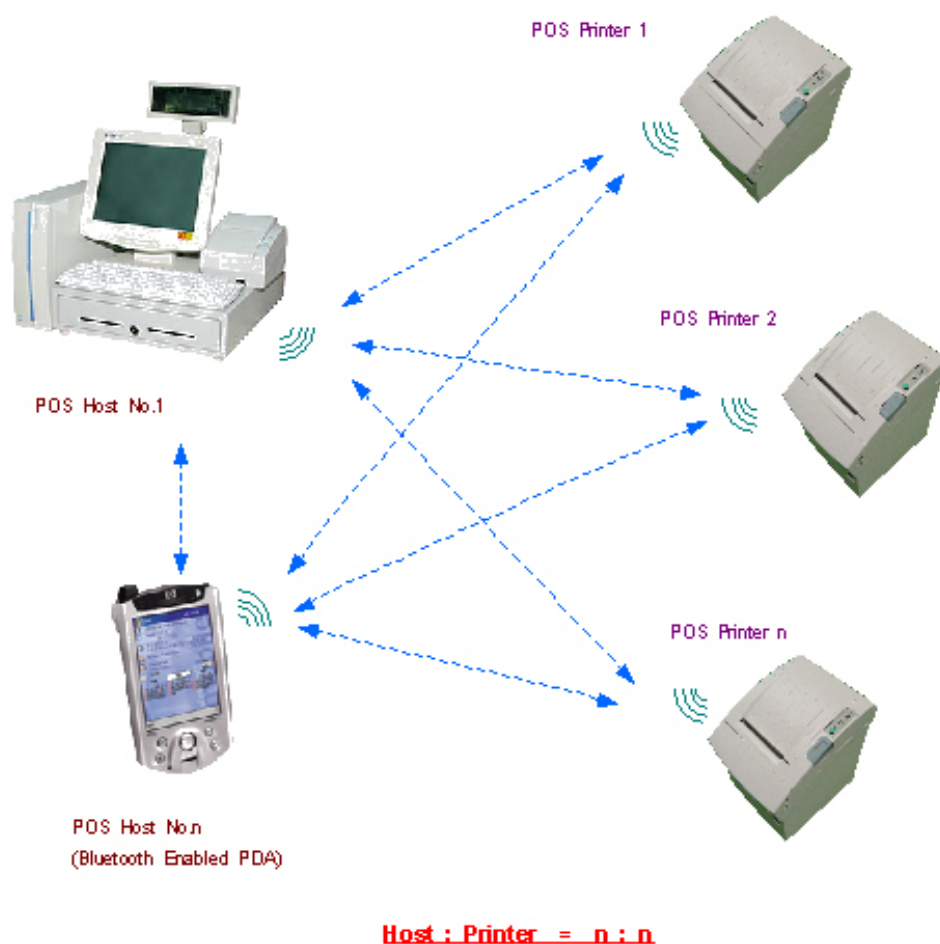 POS Printer 1
POS Printer 2
POS Host No.1
POS Printer n
POS Host No.n
(Bluetooth Enabled PDA)
Host : Printer = n : n